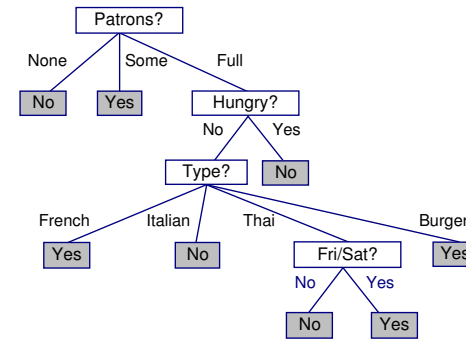 Patrons?
None Some Full
No Yes Hungry?
No Yes
Type? No
French Italian Thai Burger
Yes No Fri/Sat? Yes
No Yes
No Yes